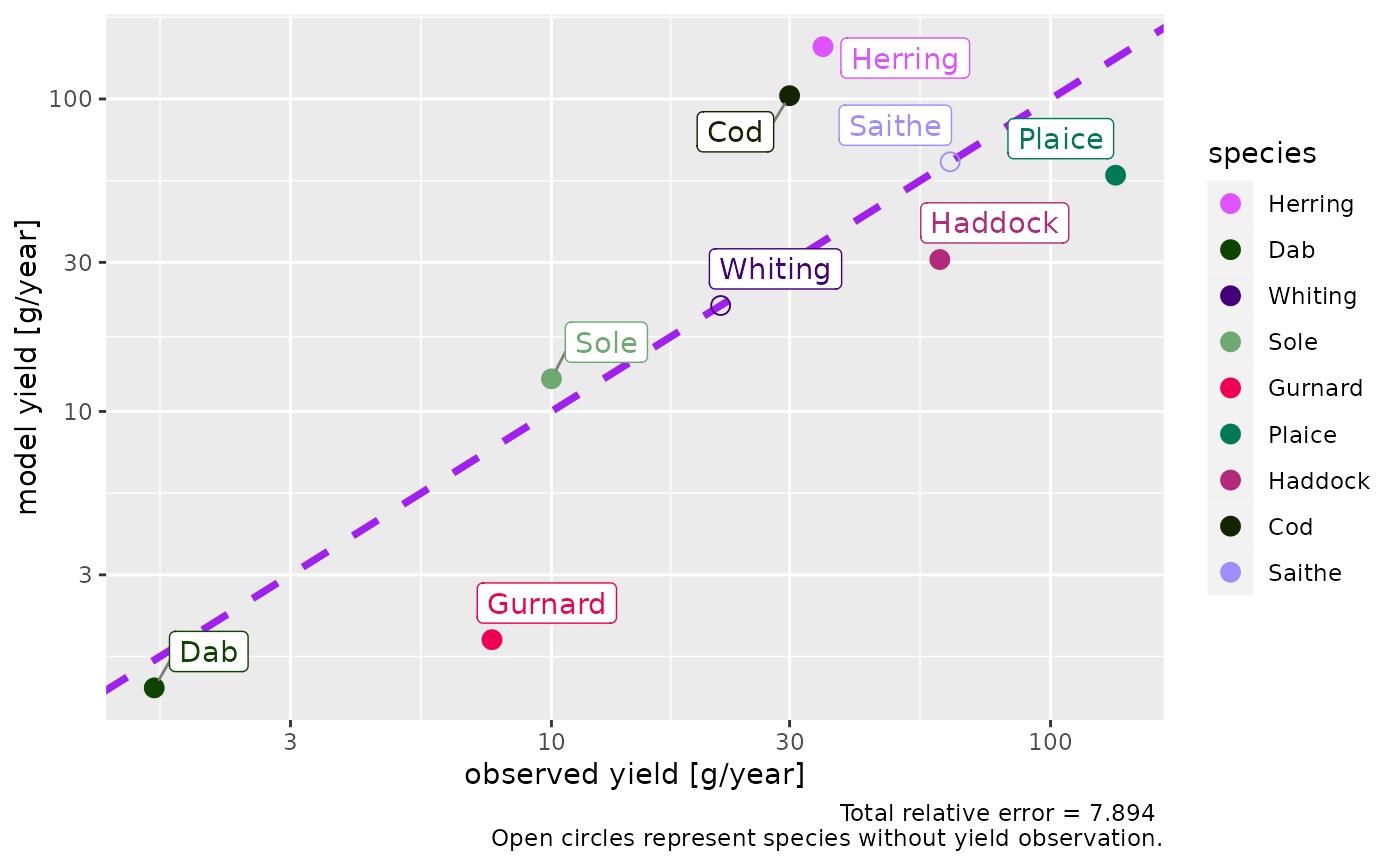 model yield [g/year]
100
30
10
3
Herring
Cod
Saithe
Plaice
Haddock
Whiting
Sole
Gurnard
Dab
3
10
30
100
observed yield [g/year]
Total relative error = 7.894
Open circles represent species without yield observation.
species
Herring
Dab
Whiting
Sole
Gurnard
Plaice
Haddock
Cod
Saithe